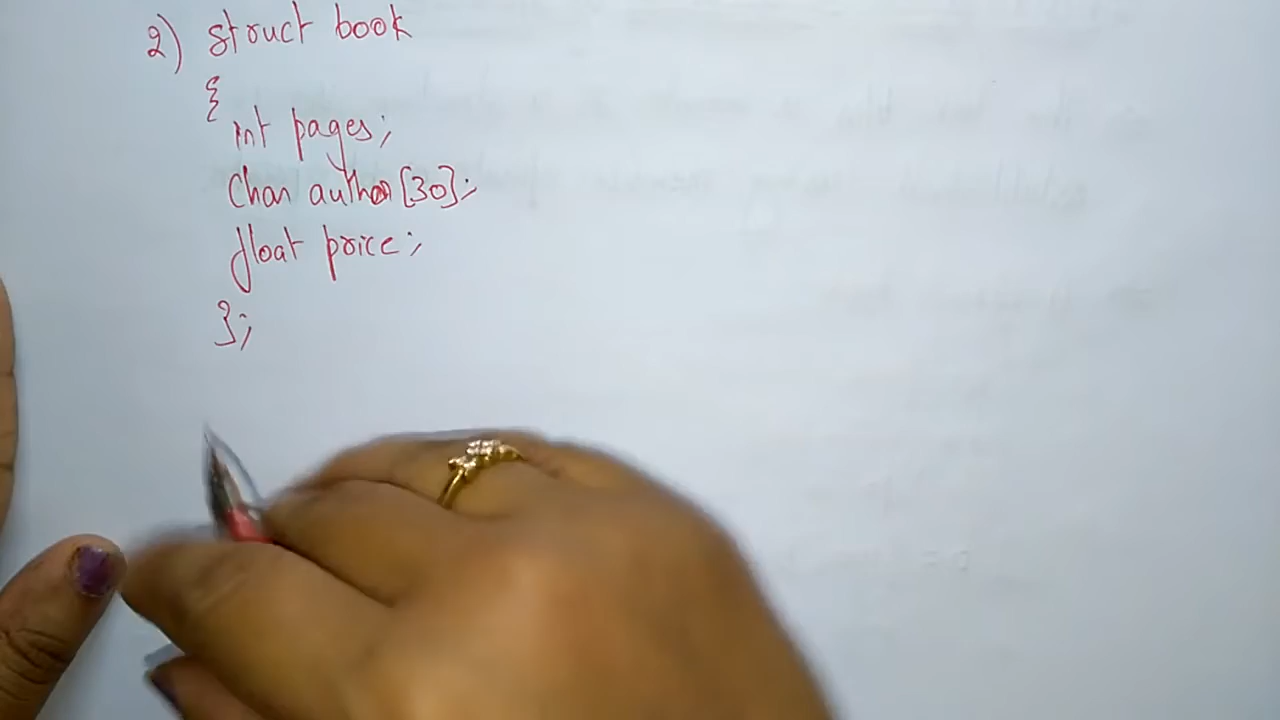 2) struct book
{
int pages;
char author[30];
float price;
};